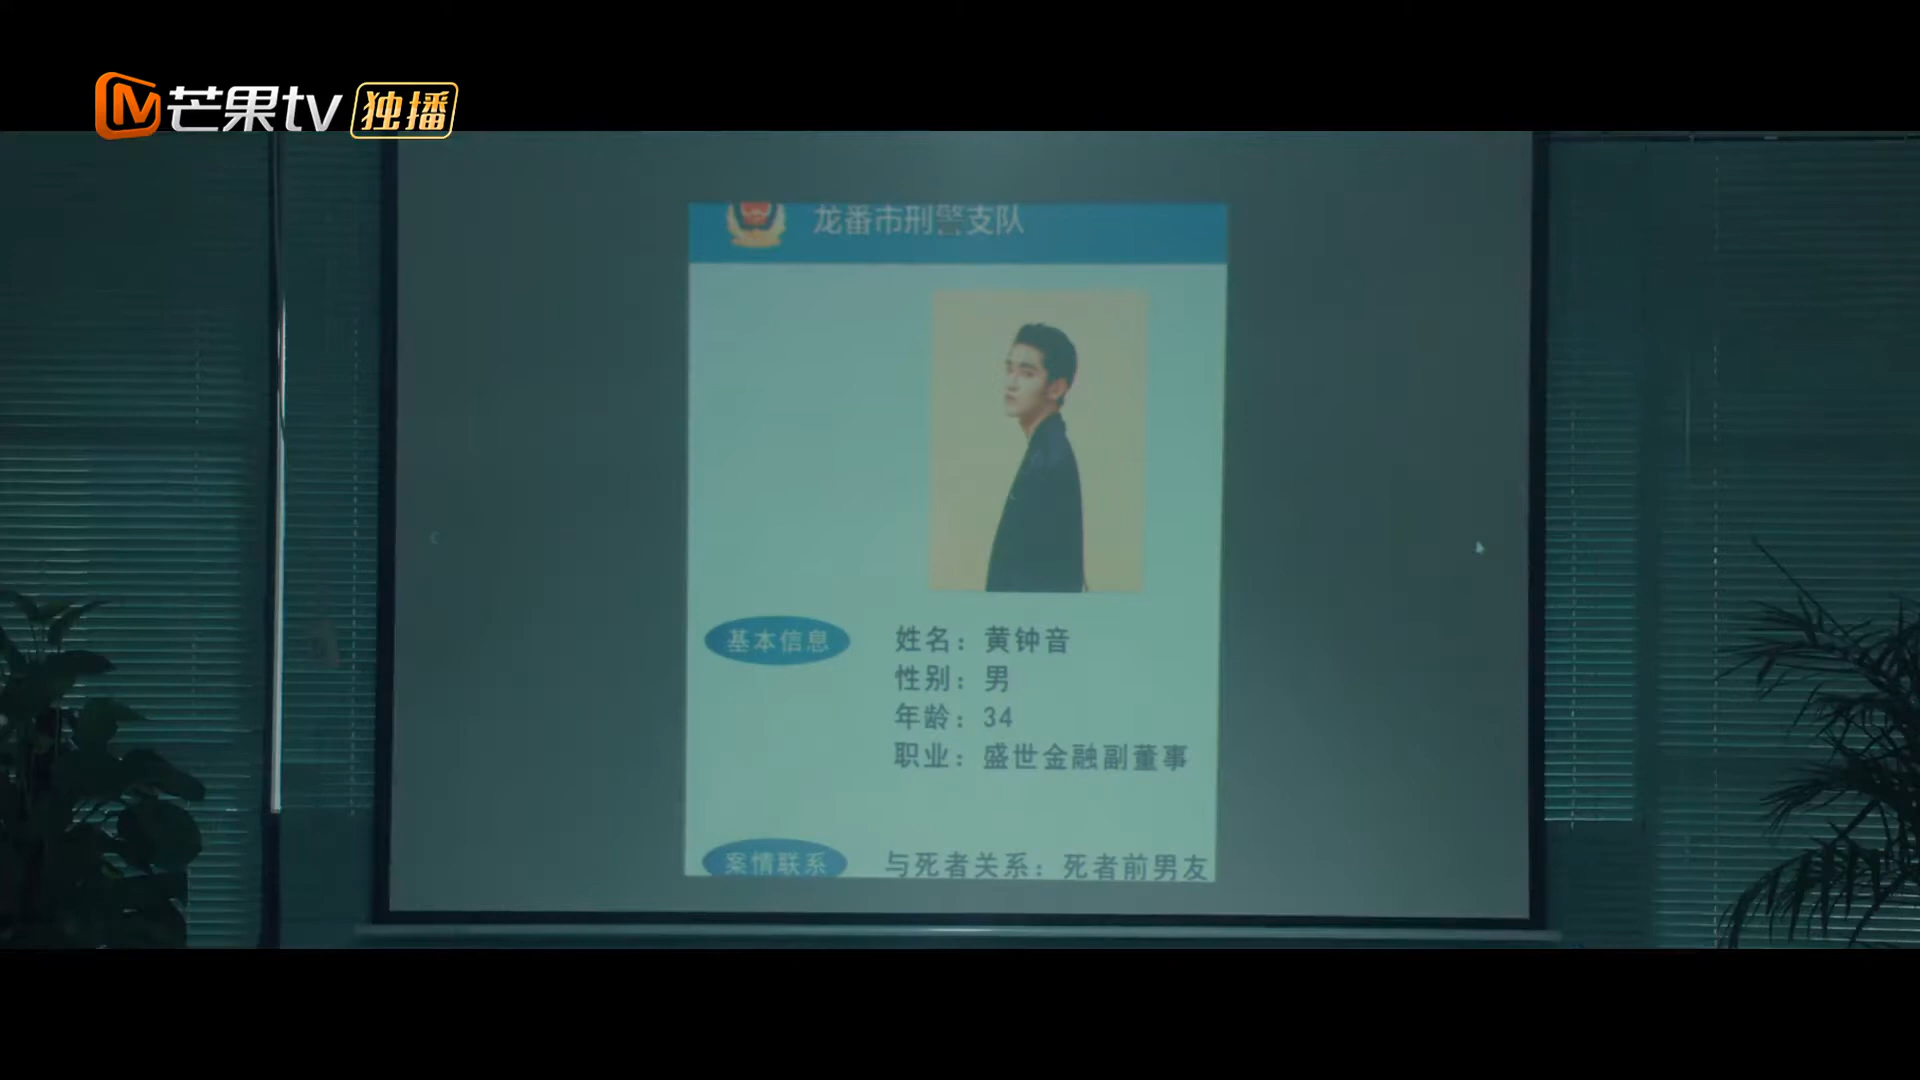 芒果tv 独播
龙番市刑警支队
基本信息
姓名：黄钟音
性别：男
年龄：34
职业：盛世金融副董事
案情联系
与死者关系：死者前男友